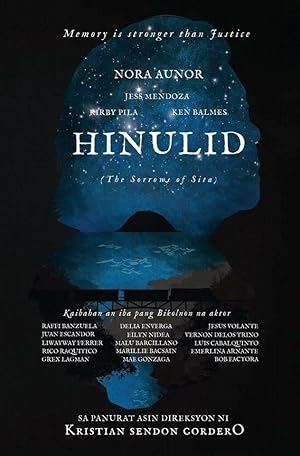 Memory is stronger than Justice
NORA AUNOR
JESS MENDOZA
KIRBY PILA KEN BALMES
HINULID
(The Sorrows of Sita)
Kaibahan an iba pang Bikolnon na aktor
RAFFI BANZUELA DELIA ENVERGA JESUS VOLANTE
JUAN ESCANDOR EILYN NIDEA VERNON DELOS TRINO
LIWAYWAY FERRER MALU BARCILLANO LUIS CABALQUINTO
RICO RAQUITICO MARILLIE BACSAIN EMERLINA ARNANTE
GREX LAGMAN MAE GONZAGA BOB FACTORA
SA PANURAT ASIN DIREKSYON NI
KRISTIAN SENDON CORDERO